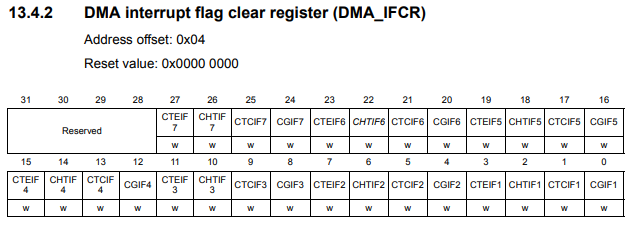 13.4.2 DMA interrupt flag clear register (DMA_IFCR)
Address offset: 0x04
Reset value: 0x0000 0000
31 30 29 28 27 26 25 24 23 22 21 20 19 18 17 16
Reserved CTEIF7 CHTIF7 CTCIF7 CGIF7 CTEIF6 CHTIF6 CTCIF6 CGIF6 CTEIF5 CHTIF5 CTCIF5 CGIF5
w w w w w w w w w w w w
15 14 13 12 11 10 9 8 7 6 5 4 3 2 1 0
CTEIF4 CHTIF4 CTCIF4 CGIF4 CTEIF3 CHTIF3 CTCIF3 CGIF3 CTEIF2 CHTIF2 CTCIF2 CGIF2 CTEIF1 CHTIF1 CTCIF1 CGIF1
w w w w w w w w w w w w w w w w